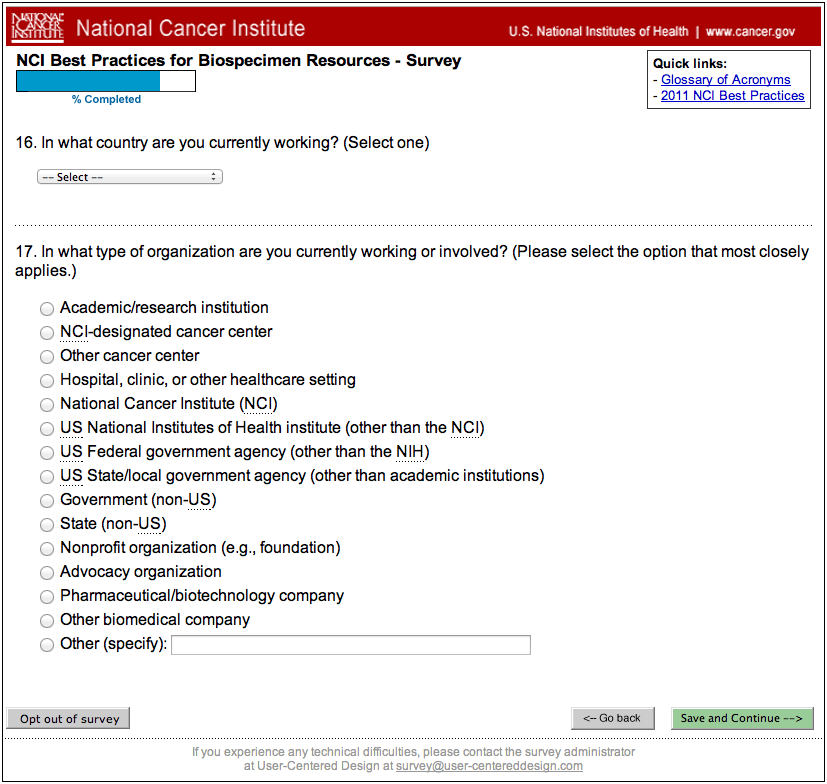 NATIONAL
CANCER
INSTITUTE
National Cancer Institute
U.S. National Institutes of Health | www.cancer.gov
NCI Best Practices for Biospecimen Resources - Survey
% Completed
Quick links:
- Glossary of Acronyms
- 2011 NCI Best Practices
16. In what country are you currently working? (Select one)
-- Select --
17. In what type of organization are you currently working or involved? (Please select the option that most closely
applies.)
Academic/research institution
NCI-designated cancer center
Other cancer center
Hospital, clinic, or other healthcare setting
National Cancer Institute (NCI)
US National Institutes of Health institute (other than the NCI)
US Federal government agency (other than the NIH)
US State/local government agency (other than academic institutions)
Government (non-US)
State (non-US)
Nonprofit organization (e.g., foundation)
Advocacy organization
Pharmaceutical/biotechnology company
Other biomedical company
Other (specify):
Opt out of survey
<-- Go back
Save and Continue -->
If you experience any technical difficulties, please contact the survey administrator
at User-Centered Design at survey@user-centereddesign.com